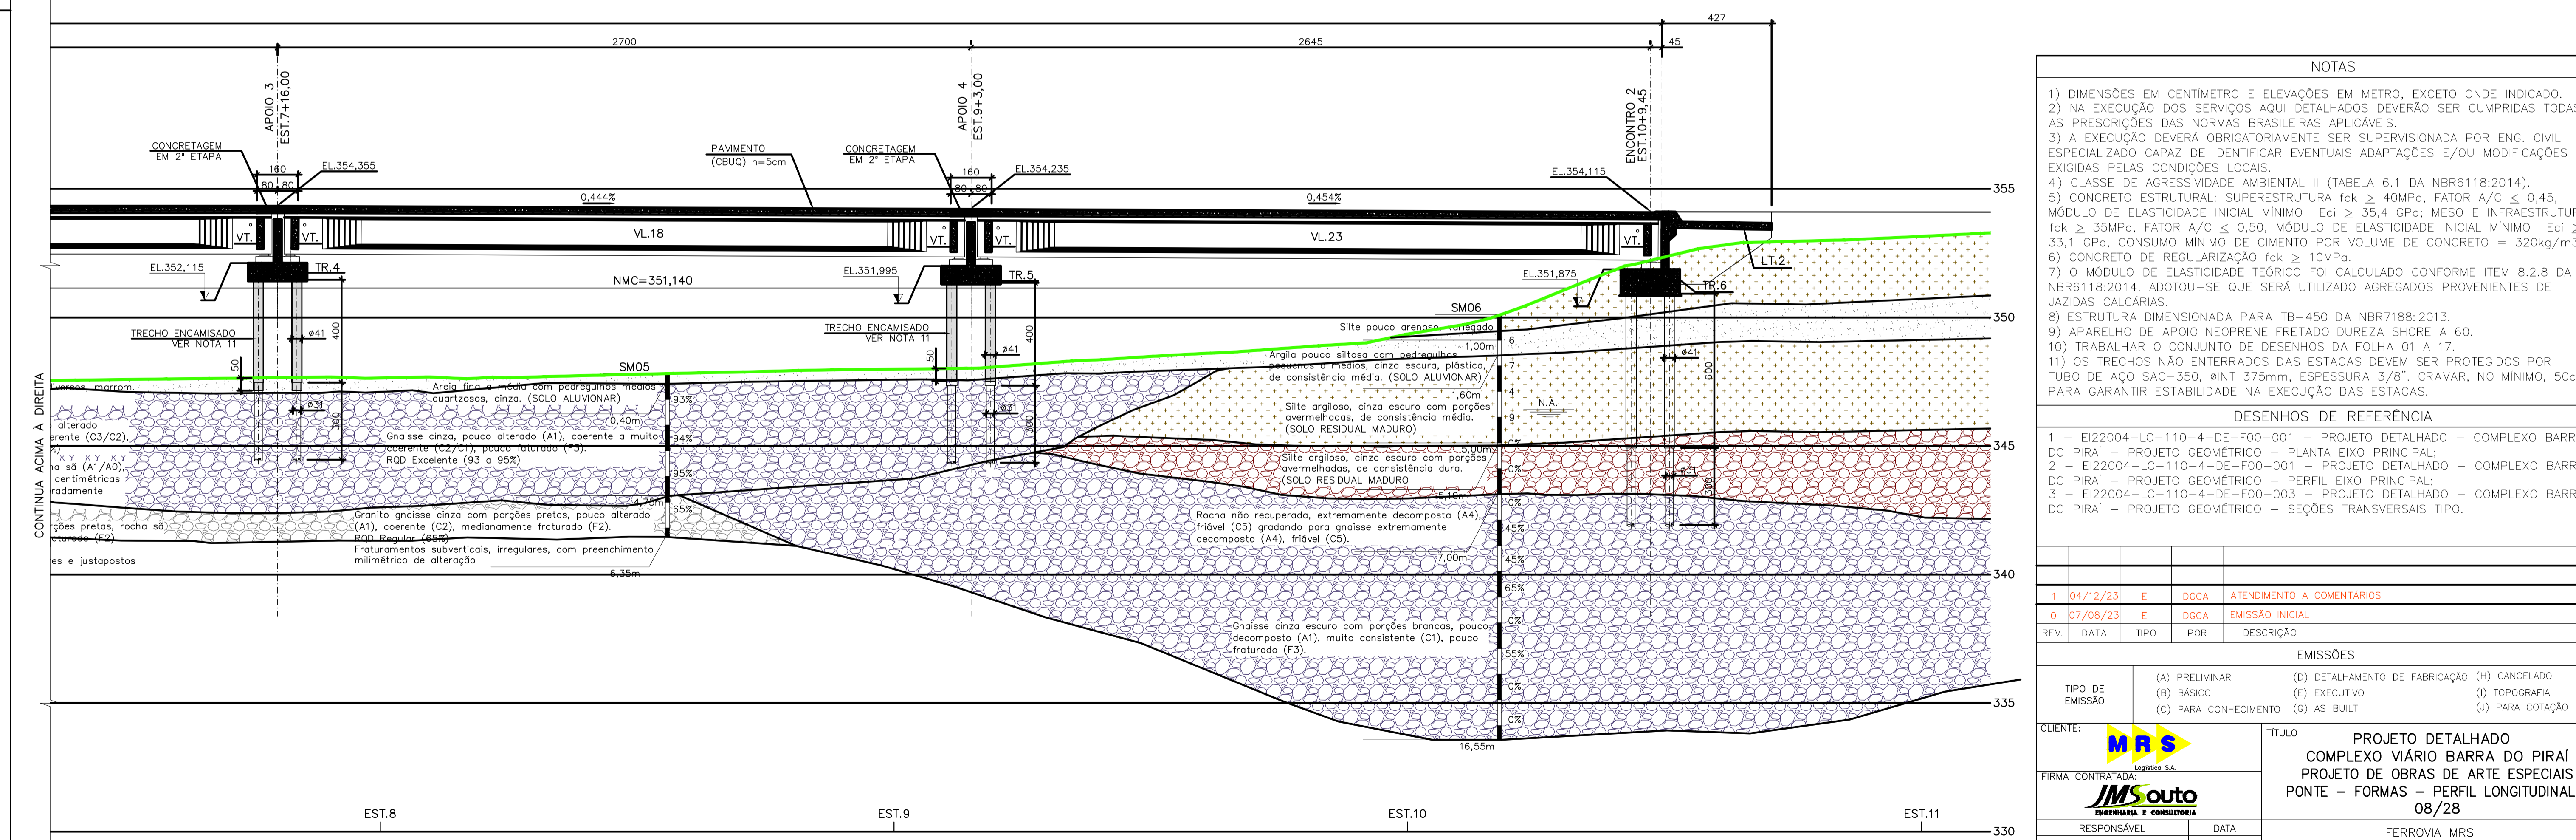 427
2700
2645
45
APOIO 3
EST.7+16,00
APOIO 4
EST.9+3,00
ENCONTRO 2
EST.10+9,45
CONCRETAGEM
EM 2ª ETAPA
160
80
80
EL.354,355
PAVIMENTO
(CBUQ) h=5cm
CONCRETAGEM
EM 2ª ETAPA
160
80
80
EL.354,235
EL.354,115
0,444%
0,454%
355
VT.
VT.
VL.18
VT.
VT.
VL.23
VT.
EL.352,115
TR.4
NMC=351,140
EL.351,995
TR.5
EL.351,875
TR.6
LT.2
TRECHO ENCAMISADO
VER NOTA 11
ø41
400
50
ø31
300
TRECHO ENCAMISADO
VER NOTA 11
ø41
400
50
ø31
300
ø41
600
ø31
300
350
345
340
335
330
CONTINUA ACIMA À DIREITA
diversos, marrom.
alterado
erente (C3/C2),
sã (A1/A0),
centimétricas
radamente
rções pretas, rocha sã
aturado (F2)
es e justapostos
SM05
Areia fina a média com pedregulhos médios
quartzosos, cinza. (SOLO ALUVIONAR)
0,40m
93%
94%
95%
65%
Gnaisse cinza, pouco alterado (A1), coerente a muito
coerente (C2/C1), pouco faturado (F3).
RQD Excelente (93 a 95%)
4,75m
Granito gnaisse cinza com porções pretas, pouco alterado
(A1), coerente (C2), medianamente fraturado (F2).
RQD Regular (65%)
Fraturamentos subverticais, irregulares, com preenchimento
milimétrico de alteração
6,35m
SM06
Silte pouco arenoso, variegado
1,00m
Argila pouco siltosa com pedregulhos
pequenos a médios, cinza escura, plástica,
de consistência média. (SOLO ALUVIONAR)
1,60m
Silte argiloso, cinza escuro com porções
avermelhadas, de consistência média.
(SOLO RESIDUAL MADURO)
5,00m
Silte argiloso, cinza escuro com porções
avermelhadas, de consistência dura.
(SOLO RESIDUAL MADURO
5,10m
Rocha não recuperada, extremamente decomposta (A4),
friável (C5) gradando para gnaisse extremamente
decomposto (A4), friável (C5).
7,00m
Gnaisse cinza escuro com porções brancas, pouco
decomposto (A1), muito consistente (C1), pouco
fraturado (F3).
16,55m
6
7
4
9
0%
0%
0%
45%
45%
65%
0%
55%
0%
0%
N.A.
EST.8
EST.9
EST.10
EST.11
NOTAS
1) DIMENSÕES EM CENTÍMETRO E ELEVAÇÕES EM METRO, EXCETO ONDE INDICADO.
2) NA EXECUÇÃO DOS SERVIÇOS AQUI DETALHADOS DEVERÃO SER CUMPRIDAS TODAS
AS PRESCRIÇÕES DAS NORMAS BRASILEIRAS APLICÁVEIS.
3) A EXECUÇÃO DEVERÁ OBRIGATORIAMENTE SER SUPERVISIONADA POR ENG. CIVIL
ESPECIALIZADO CAPAZ DE IDENTIFICAR EVENTUAIS ADAPTAÇÕES E/OU MODIFICAÇÕES
EXIGIDAS PELAS CONDIÇÕES LOCAIS.
4) CLASSE DE AGRESSIVIDADE AMBIENTAL II (TABELA 6.1 DA NBR6118:2014).
5) CONCRETO ESTRUTURAL: SUPERESTRUTURA fck ≥ 40MPa, FATOR A/C ≤ 0,45,
MÓDULO DE ELASTICIDADE INICIAL MÍNIMO Eci ≥ 35,4 GPa; MESO E INFRAESTRUTUR
fck ≥ 35MPa, FATOR A/C ≤ 0,50, MÓDULO DE ELASTICIDADE INICIAL MÍNIMO Eci ≥
33,1 GPa, CONSUMO MÍNIMO DE CIMENTO POR VOLUME DE CONCRETO = 320kg/m3
6) CONCRETO DE REGULARIZAÇÃO fck ≥ 10MPa.
7) O MÓDULO DE ELASTICIDADE TEÓRICO FOI CALCULADO CONFORME ITEM 8.2.8 DA
NBR6118:2014. ADOTOU-SE QUE SERÁ UTILIZADO AGREGADOS PROVENIENTES DE
JAZIDAS CALCÁRIAS.
8) ESTRUTURA DIMENSIONADA PARA TB-450 DA NBR7188:2013.
9) APARELHO DE APOIO NEOPRENE FRETADO DUREZA SHORE A 60.
10) TRABALHAR O CONJUNTO DE DESENHOS DA FOLHA 01 A 17.
11) OS TRECHOS NÃO ENTERRADOS DAS ESTACAS DEVEM SER PROTEGIDOS POR
TUBO DE AÇO SAC-350, øINT 375mm, ESPESSURA 3/8". CRAVAR, NO MÍNIMO, 50c
PARA GARANTIR ESTABILIDADE NA EXECUÇÃO DAS ESTACAS.
DESENHOS DE REFERÊNCIA
1 - EI22004-LC-110-4-DE-F00-001 - PROJETO DETALHADO - COMPLEXO BARR
DO PIRAÍ - PROJETO GEOMÉTRICO - PLANTA EIXO PRINCIPAL;
2 - EI22004-LC-110-4-DE-F00-001 - PROJETO DETALHADO - COMPLEXO BARR
DO PIRAÍ - PROJETO GEOMÉTRICO - PERFIL EIXO PRINCIPAL;
3 - EI22004-LC-110-4-DE-F00-003 - PROJETO DETALHADO - COMPLEXO BARR
DO PIRAÍ - PROJETO GEOMÉTRICO - SEÇÕES TRANSVERSAIS TIPO.
1 04/12/23 E DGCA ATENDIMENTO A COMENTÁRIOS
0 07/08/23 E DGCA EMISSÃO INICIAL
REV. DATA TIPO POR DESCRIÇÃO
EMISSÕES
TIPO DE
EMISSÃO
(A) PRELIMINAR (D) DETALHAMENTO DE FABRICAÇÃO (H) CANCELADO
(B) BÁSICO (E) EXECUTIVO (I) TOPOGRAFIA
(C) PARA CONHECIMENTO (G) AS BUILT (J) PARA COTAÇÃO
CLIENTE:
MRS
Logística S.A.
FIRMA CONTRATADA:
JMSouto
ENGENHARIA E CONSULTORIA
TÍTULO
PROJETO DETALHADO
COMPLEXO VIÁRIO BARRA DO PIRAÍ
PROJETO DE OBRAS DE ARTE ESPECIAIS
PONTE - FORMAS - PERFIL LONGITUDINAL
08/28
RESPONSÁVEL DATA
FERROVIA MRS